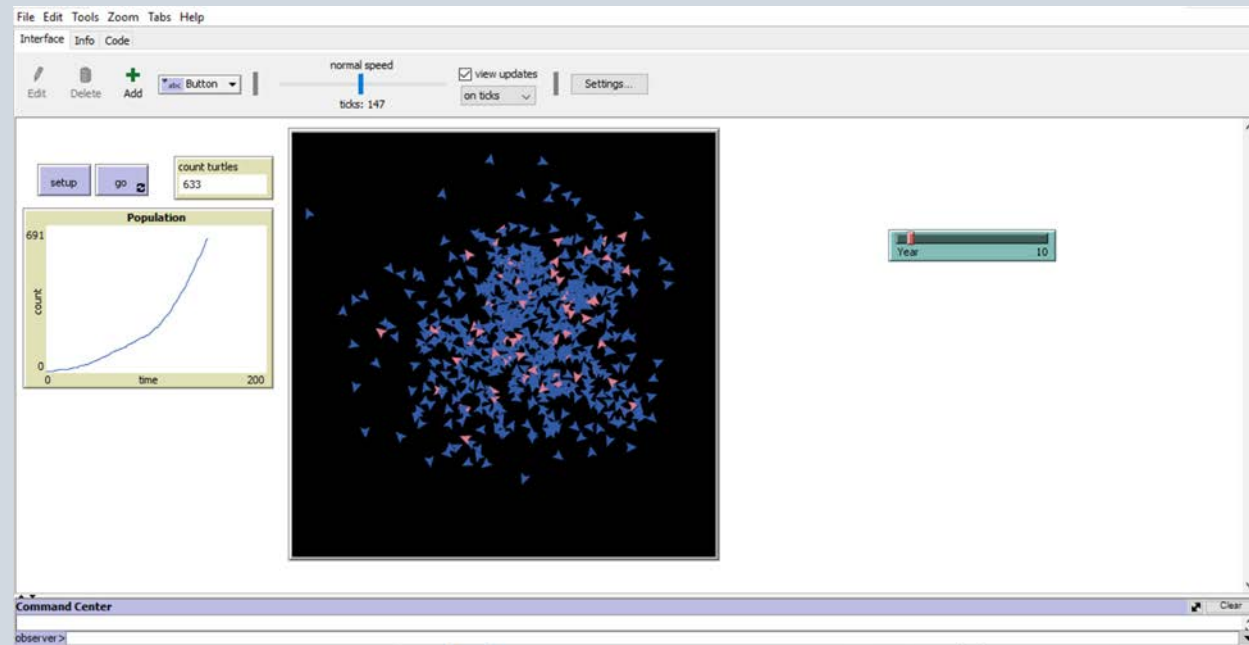 File Edit Tools Zoom Tabs Help
Interface Info Code
Edit Delete Add abc Button normal speed ticks: 147 view updates on ticks Settings...
setup go
count turtles
633
Population
691
count
0
0 time 200
Year 10
Command Center Clear
observer>